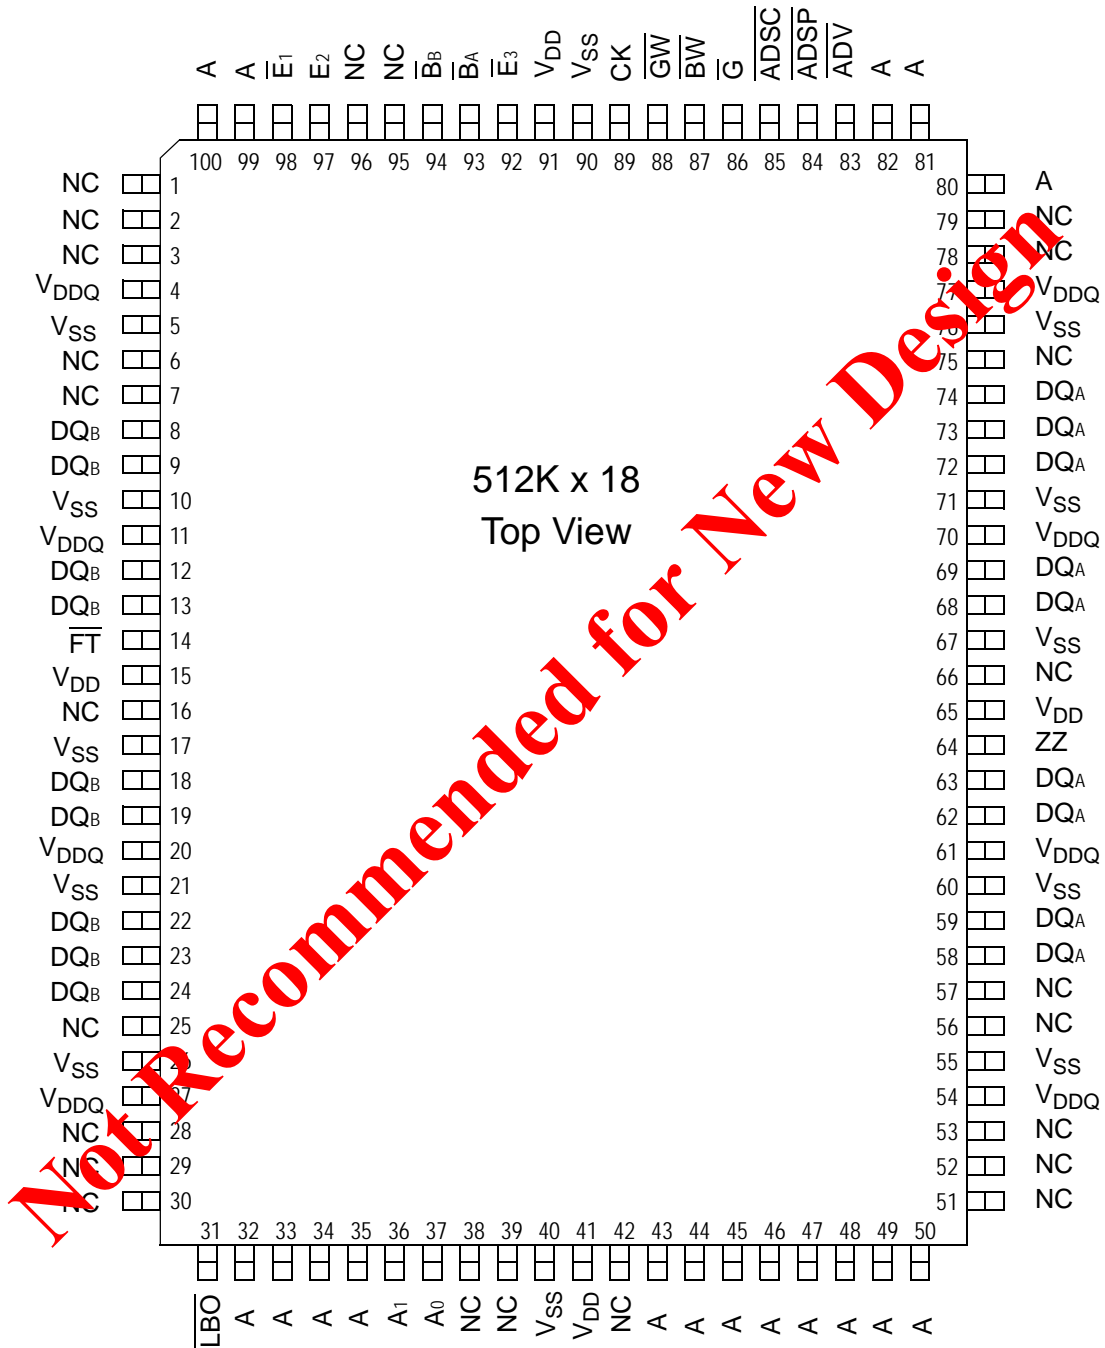 A A E1 E2 NC NC BB BA E3 VDD VSS CK GW BW G ADSC ADSP ADV A A
100 99 98 97 96 95 94 93 92 91 90 89 88 87 86 85 84 83 82 81
NC 1 80 A
NC 2 79 NC
NC 3 78 NC
VDDQ 4 77 VDDQ
VSS 5 76 VSS
NC 6 75 NC
NC 7 74 DQA
DQB 8 73 DQA
DQB 9 72 DQA
VSS 10 71 VSS
VDDQ 11 70 VDDQ
DQB 12 69 DQA
DQB 13 68 DQA
FT 14 67 VSS
VDD 15 66 NC
NC 16 65 VDD
VSS 17 64 ZZ
DQB 18 63 DQA
DQB 19 62 DQA
VDDQ 20 61 VDDQ
VSS 21 60 VSS
DQB 22 59 DQA
DQB 23 58 DQA
DQB 24 57 NC
NC 25 56 NC
VSS 26 55 VSS
VDDQ 27 54 VDDQ
NC 28 53 NC
NC 29 52 NC
NC 30 51 NC
512K x 18
Top View
Not Recommended for New Design
31 32 33 34 35 36 37 38 39 40 41 42 43 44 45 46 47 48 49 50
LBO A A A A A1 A0 NC NC VSS VDD NC A A A A A A A A